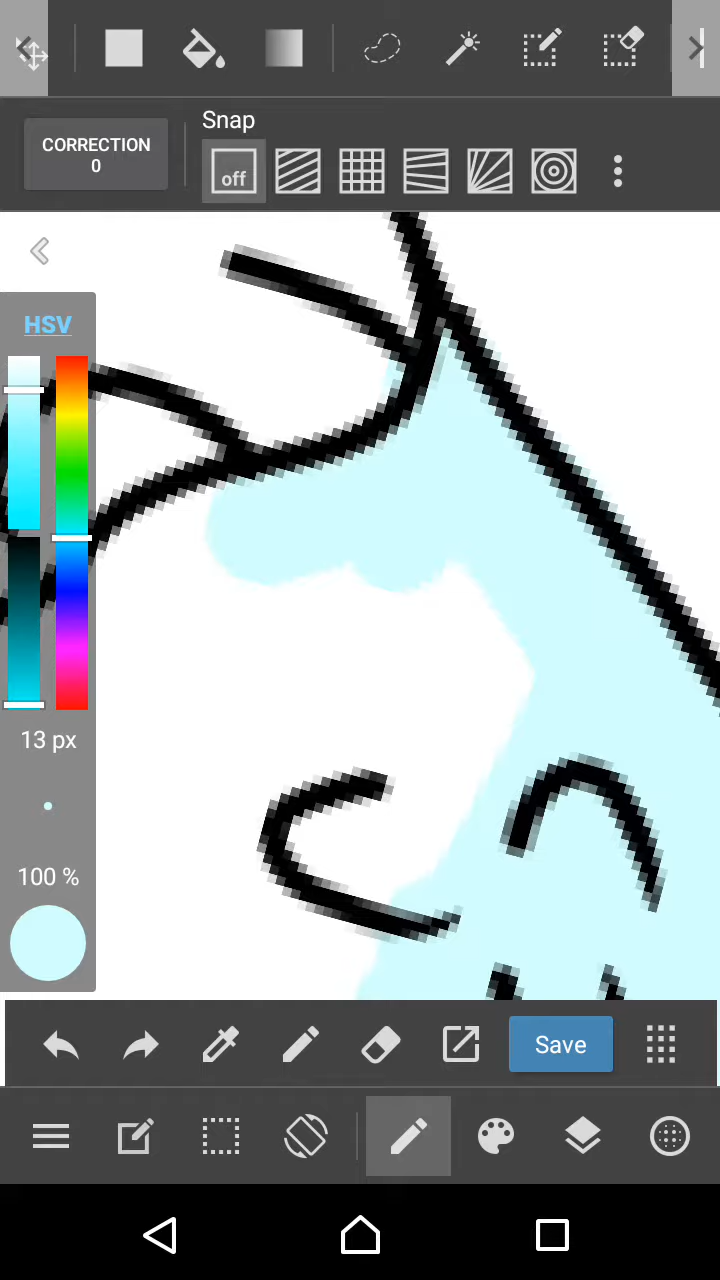 Snap
CORRECTION
0
off
HSV
13 px
100 %
Save